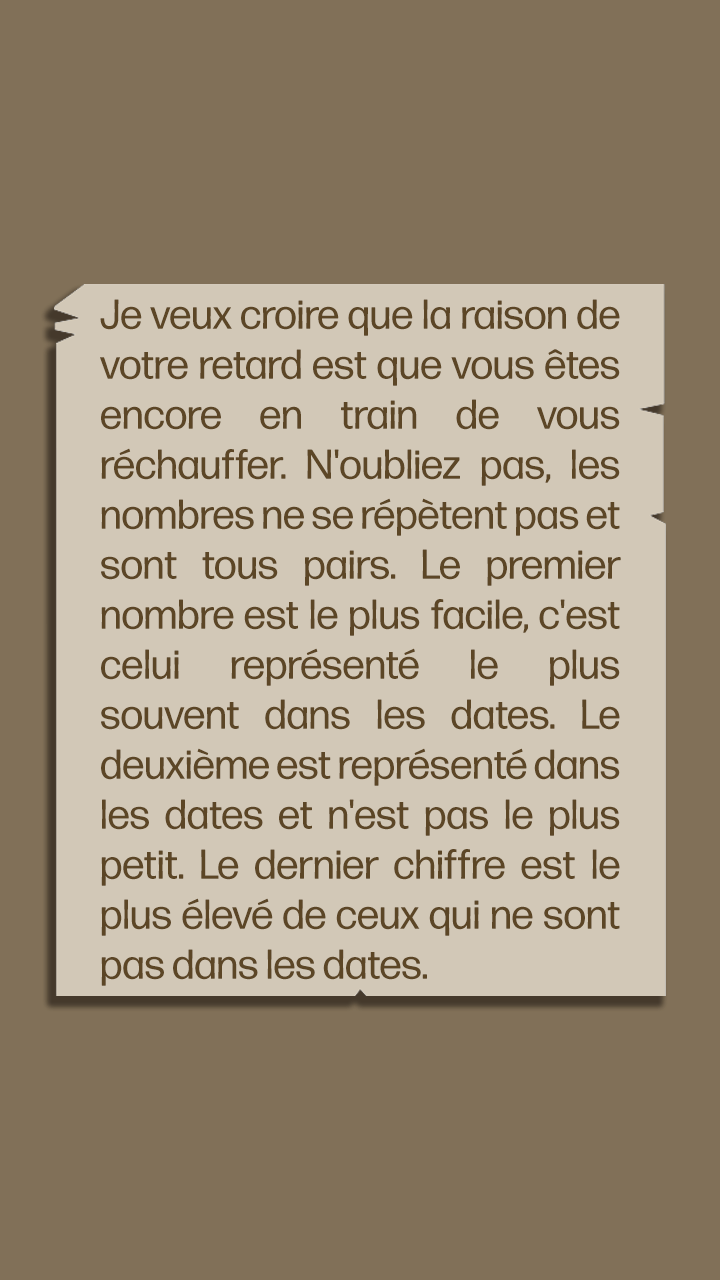 Je veux croire que la raison de
votre retard est que vous êtes
encore en train de vous
réchauffer. N'oubliez pas, les
nombres ne se répètent pas et
sont tous pairs. Le premier
nombre est le plus facile, c'est
celui représenté le plus
souvent dans les dates. Le
deuxième est représenté dans
les dates et n'est pas le plus
petit. Le dernier chiffre est le
plus élevé de ceux qui ne sont
pas dans les dates.